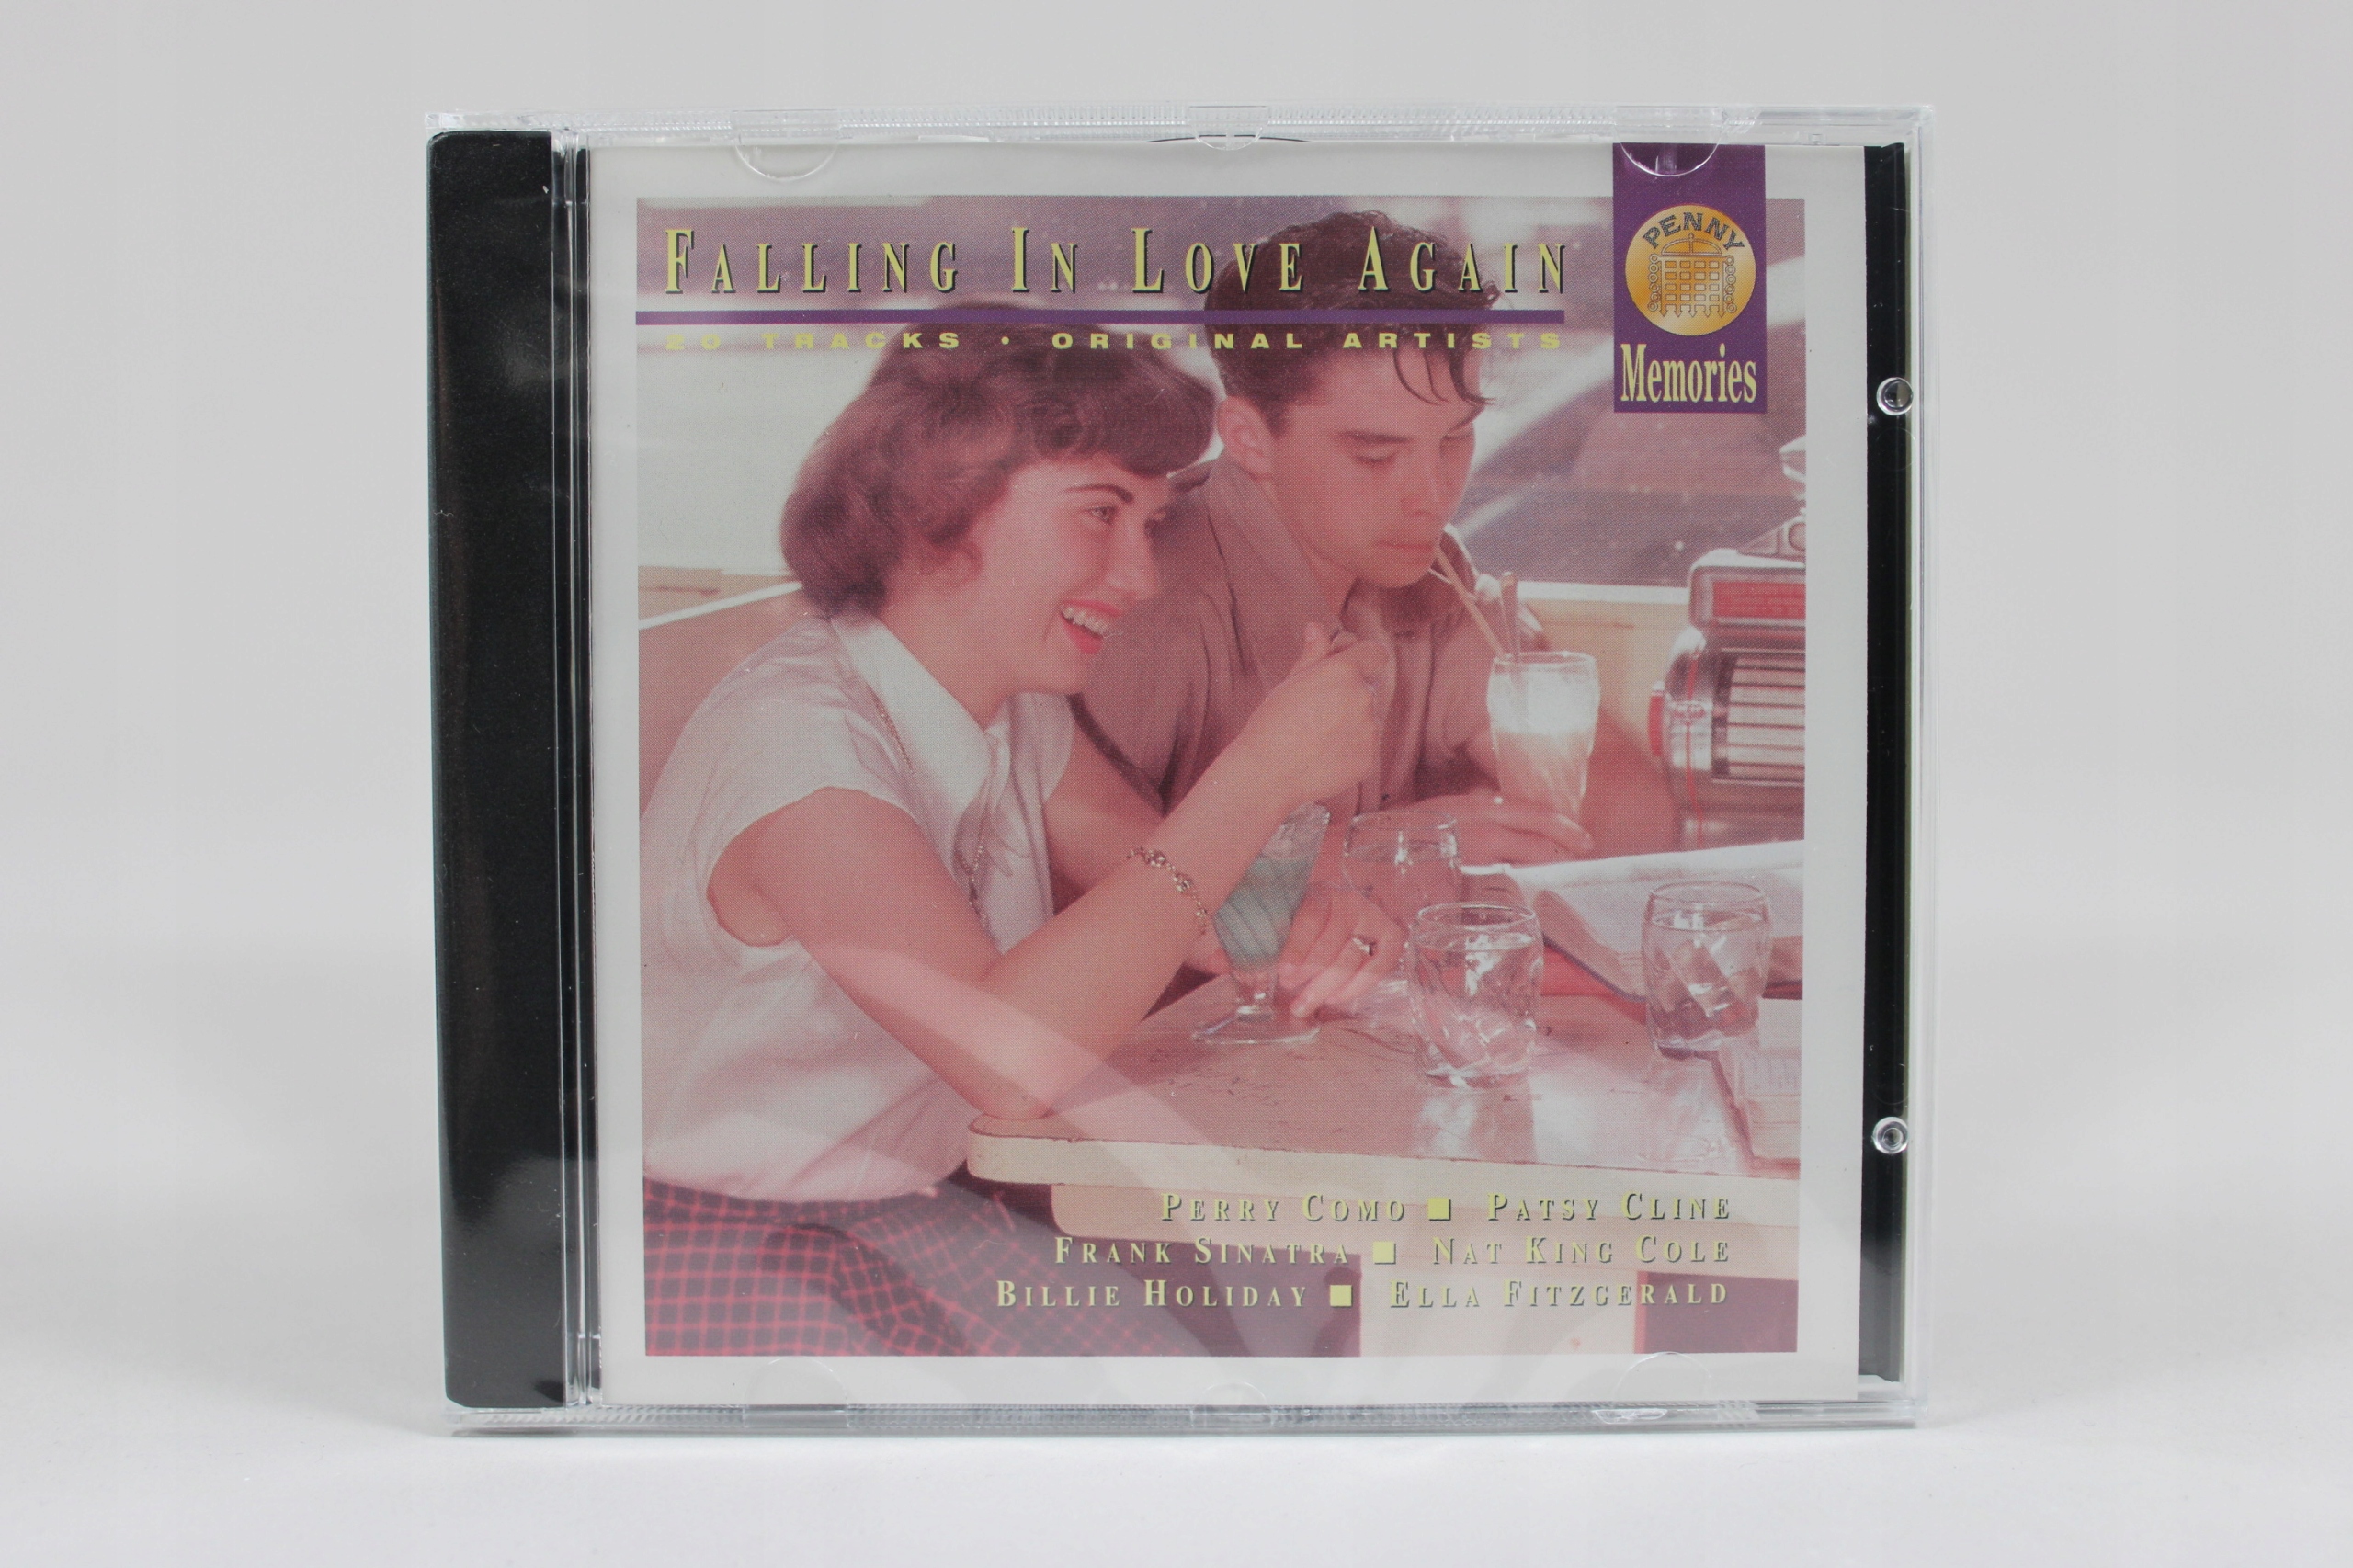 FALLING IN LOVE AGAIN
20 TRACKS • ORIGINAL ARTISTS
PENNY
Memories
PERRY COMO ■ PATSY CLINE
FRANK SINATRA ■ NAT KING COLE
BILLIE HOLIDAY ■ ELLA FITZGERALD